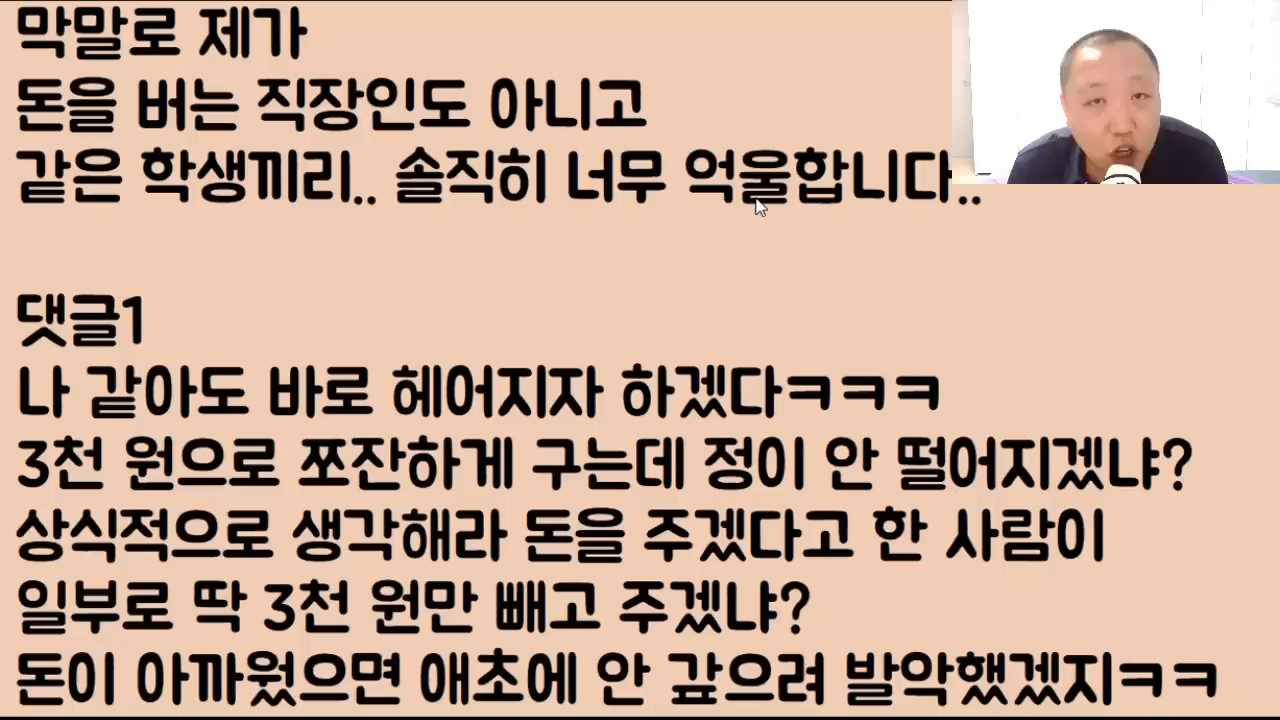 막말로 제가
돈을 버는 직장인도 아니고
같은 학생끼리.. 솔직히 너무 억울합니다..
댓글1
나 같아도 바로 헤어지자 하겠다ㅋㅋㅋ
3천 원으로 쪼잔하게 구는데 정이 안 떨어지겠냐?
상식적으로 생각해라 돈을 주겠다고 한 사람이
일부로 딱 3천 원만 빼고 주겠냐?
돈이 아까웠으면 애초에 안 갚으려 발악했겠지ㅋㅋ